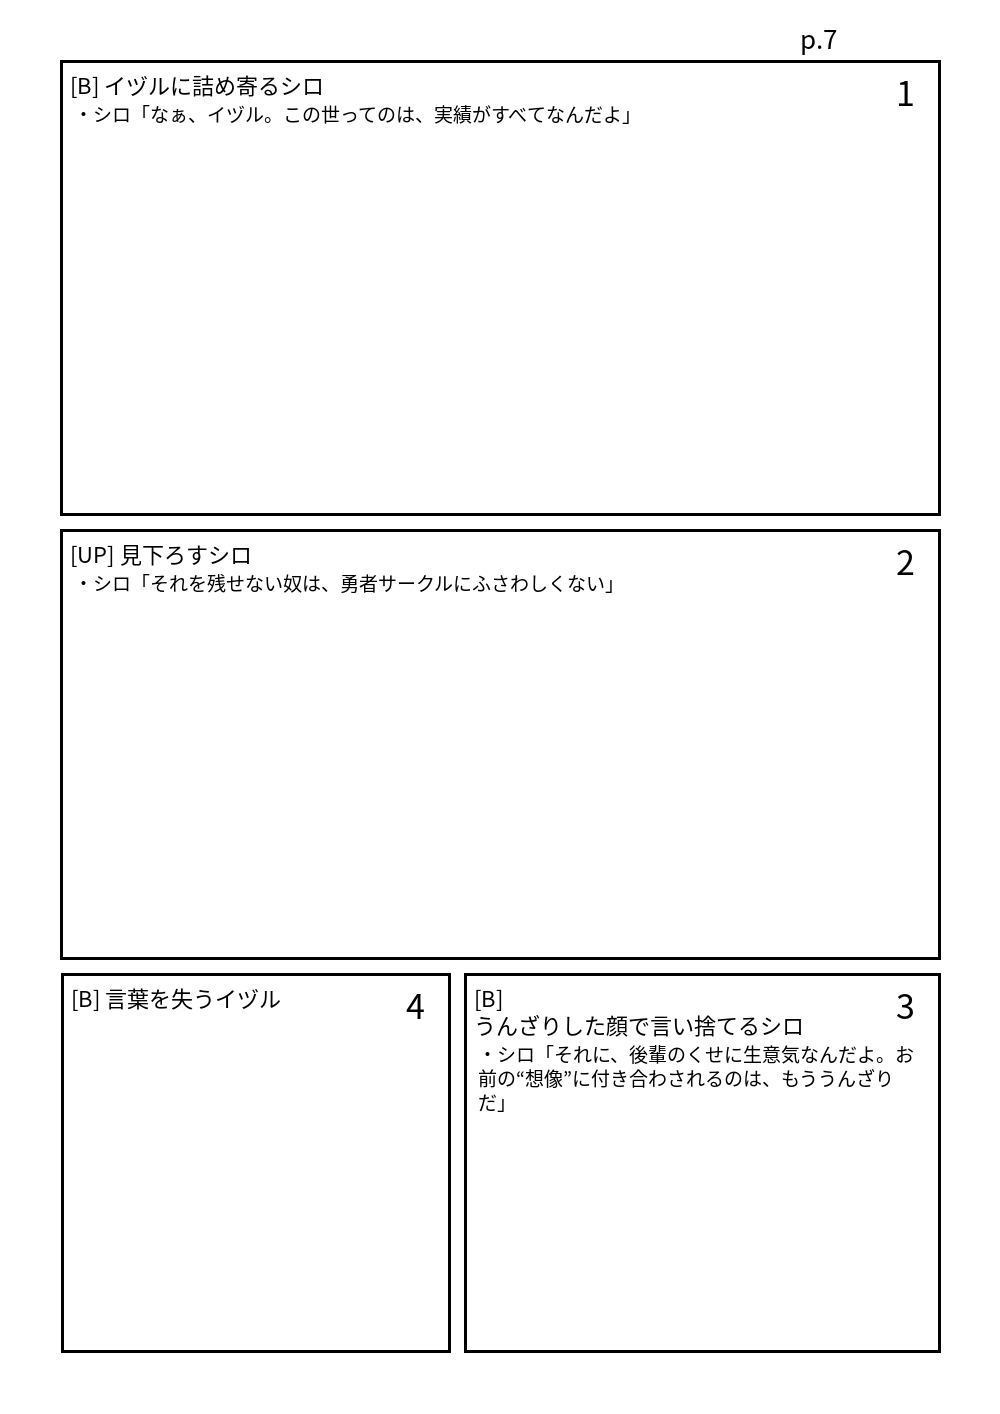 p.7
[B] イヅルに詰め寄るシロ
1
・シロ「なぁ、イヅル。この世ってのは、実績がすべてなんだよ」
[UP] 見下ろすシロ
2
・シロ「それを残せない奴は、勇者サークルにふさわしくない」
[B]
うんざりした顔で言い捨てるシロ
3
・シロ「それに、後輩のくせに生意気なんだよ。お
前の“想像”に付き合わされるのは、もううんざり
だ」
[B] 言葉を失うイヅル
4